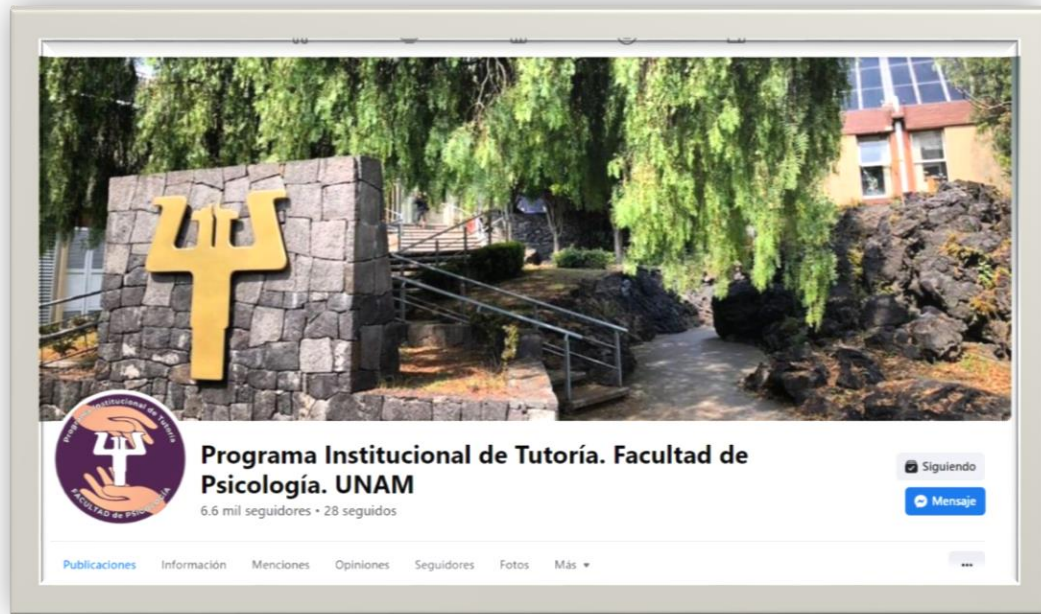 Programa Institucional de Tutoría
FACULTAD de PSICOLOGÍA
Programa Institucional de Tutoría. Facultad de
Psicología. UNAM
6.6 mil seguidores • 28 seguidos
Siguiendo
Mensaje
Publicaciones
Información
Menciones
Opiniones
Seguidores
Fotos
Más